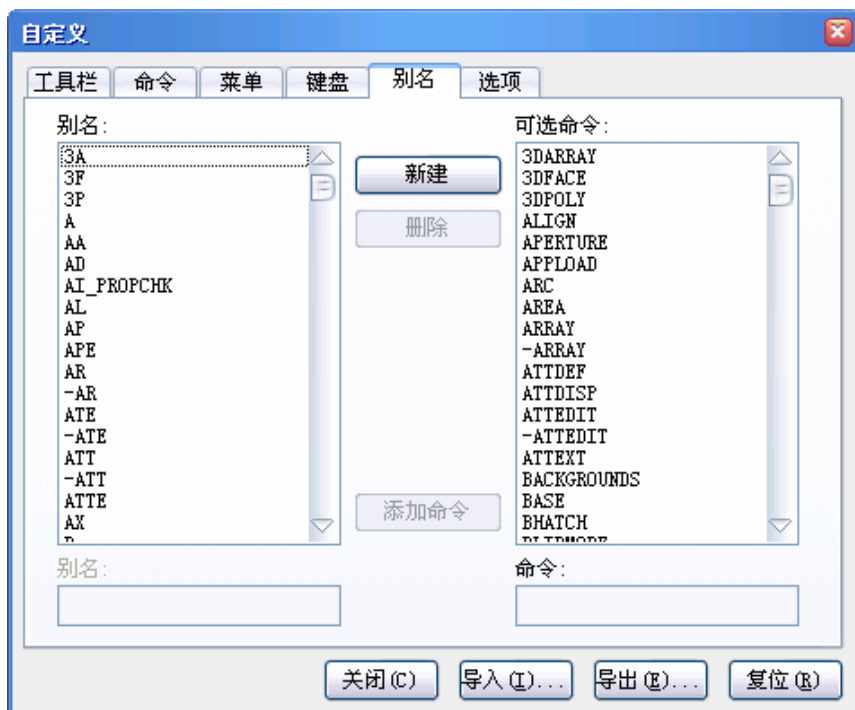 自定义
工具栏 命令 菜单 键盘 别名 选项
别名:
3A
3F
3P
A
AA
AD
AI_PROPCHK
AL
AP
APE
AR
-AR
ATE
-ATE
ATT
-ATT
ATTE
AX
新建
删除
添加命令
可选命令:
3DARRAY
3DFACE
3DPOLY
ALIGN
APERTURE
APPLOAD
ARC
AREA
ARRAY
-ARRAY
ATTDEF
ATTDISP
ATTEDIT
-ATTEDIT
ATTEXT
BACKGROUNDS
BASE
BHATCH
别名:
命令:
关闭(C) 导入(I)... 导出(E)... 复位(R)